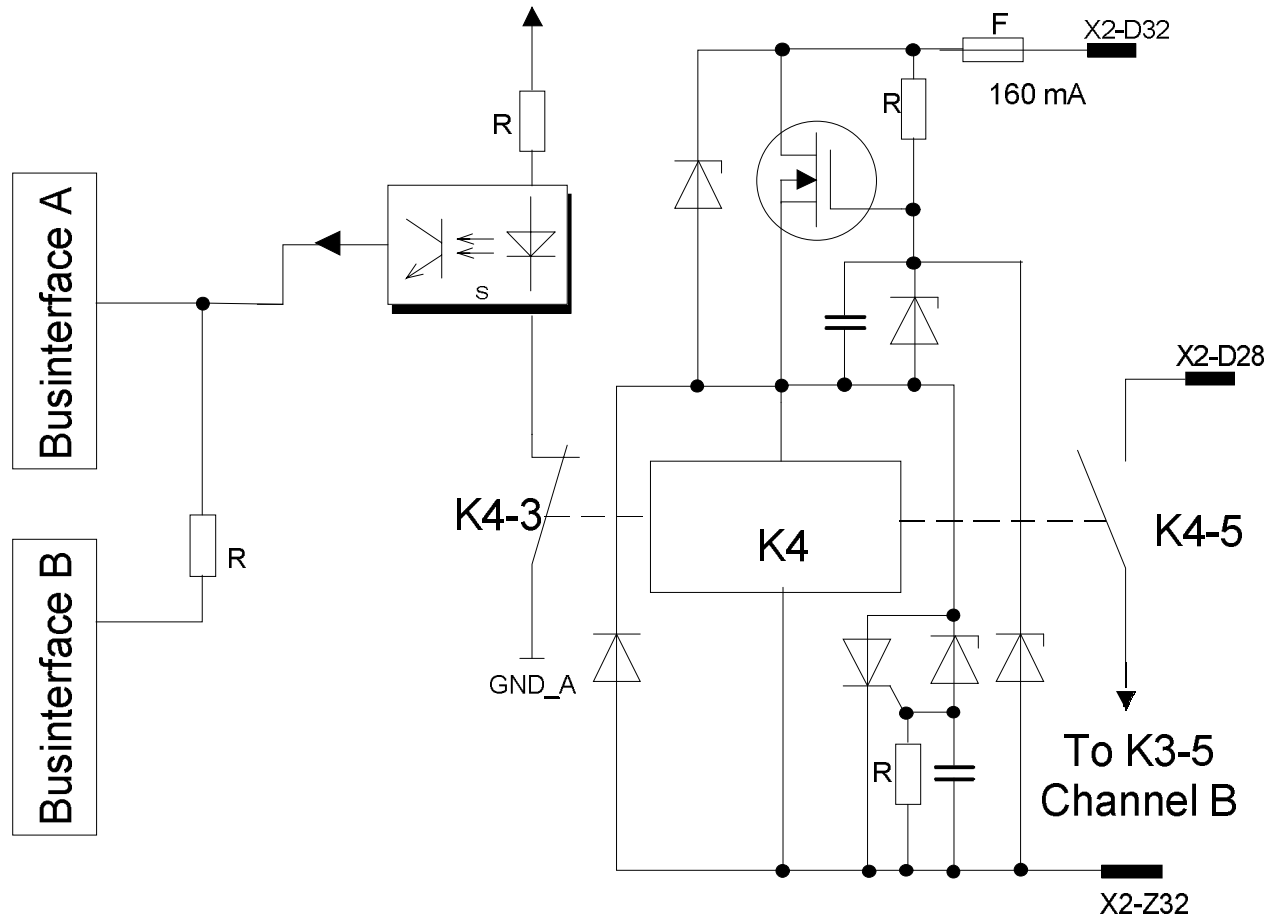 F
X2-D32
R
R
160 mA
Businterface A
S
X2-D28
K4-3
K4
K4-5
R
Businterface B
GND_A
R
To K3-5
Channel B
X2-Z32